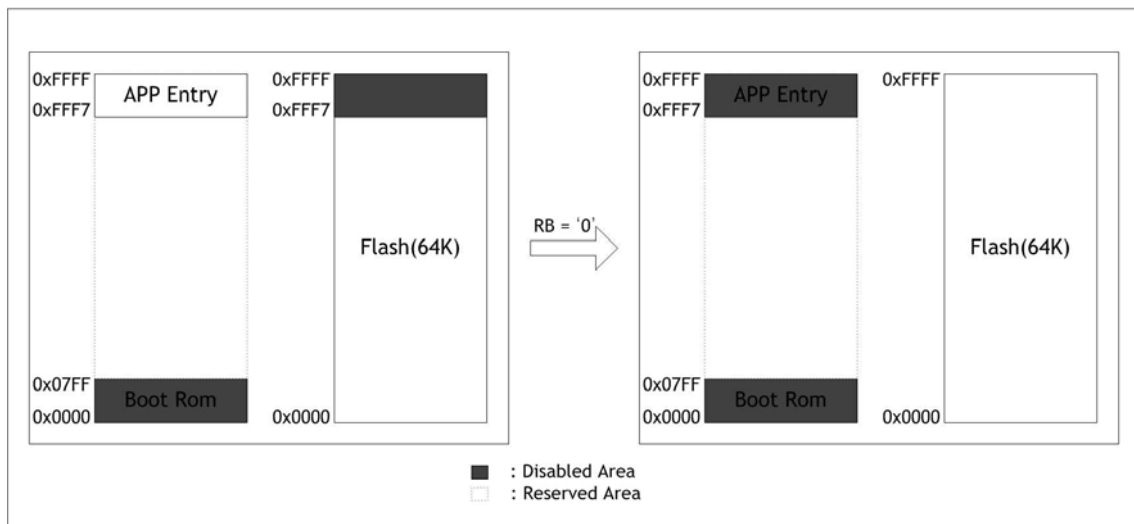 0xFFFF
APP Entry
0xFFF7
0x07FF
Boot Rom
0x0000
0xFFFF
0xFFF7
Flash(64K)
0x0000
RB = ‘0’
0xFFFF
APP Entry
0xFFF7
0x07FF
Boot Rom
0x0000
0xFFFF
Flash(64K)
0x0000
: Disabled Area
: Reserved Area